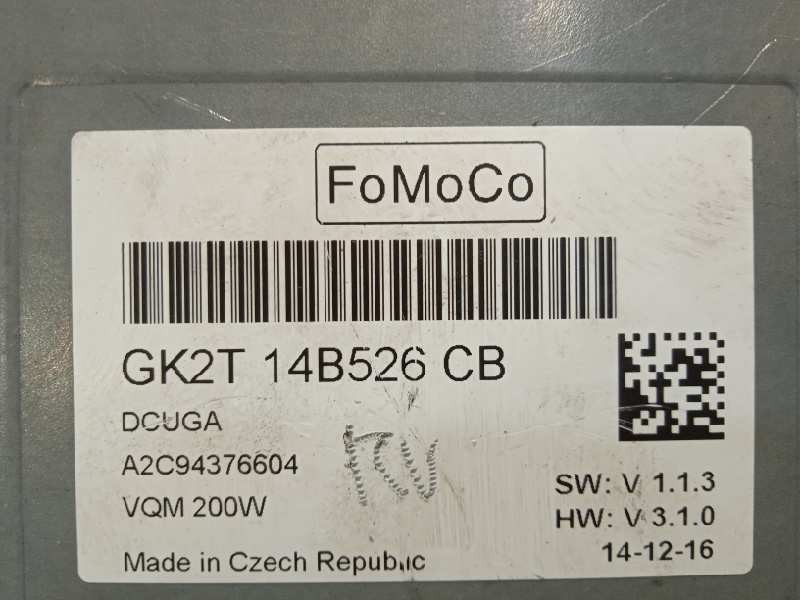 FoMoCo
GK2T 14B526 CB
DCUGA
A2C94376604
VQM 200W
SW: V 1.1.3
HW: V 3.1.0
Made in Czech Republic
14-12-16